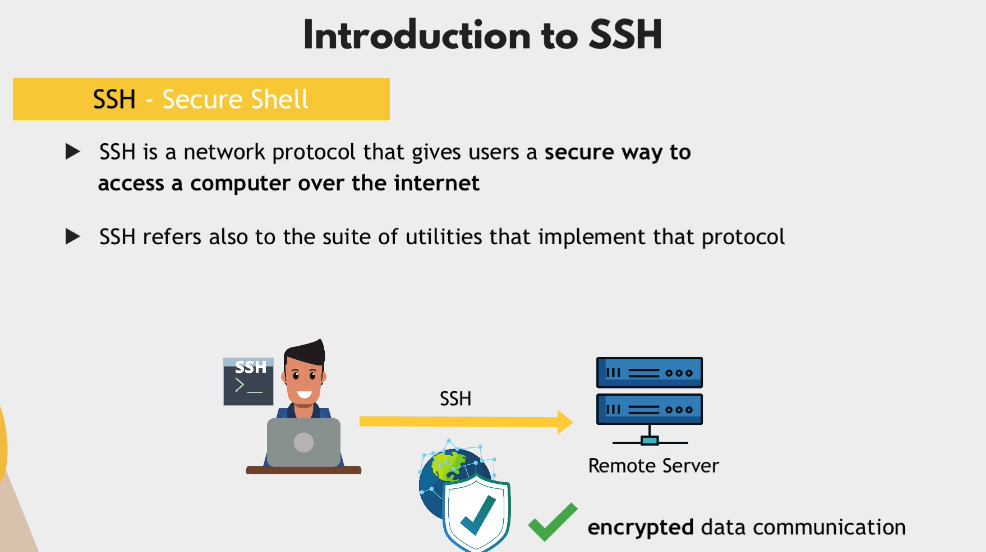 Introduction to SSH
SSH - Secure Shell
SSH is a network protocol that gives users a secure way to
access a computer over the internet
SSH refers also to the suite of utilities that implement that protocol
SSH
>_
SSH
Remote Server
encrypted data communication